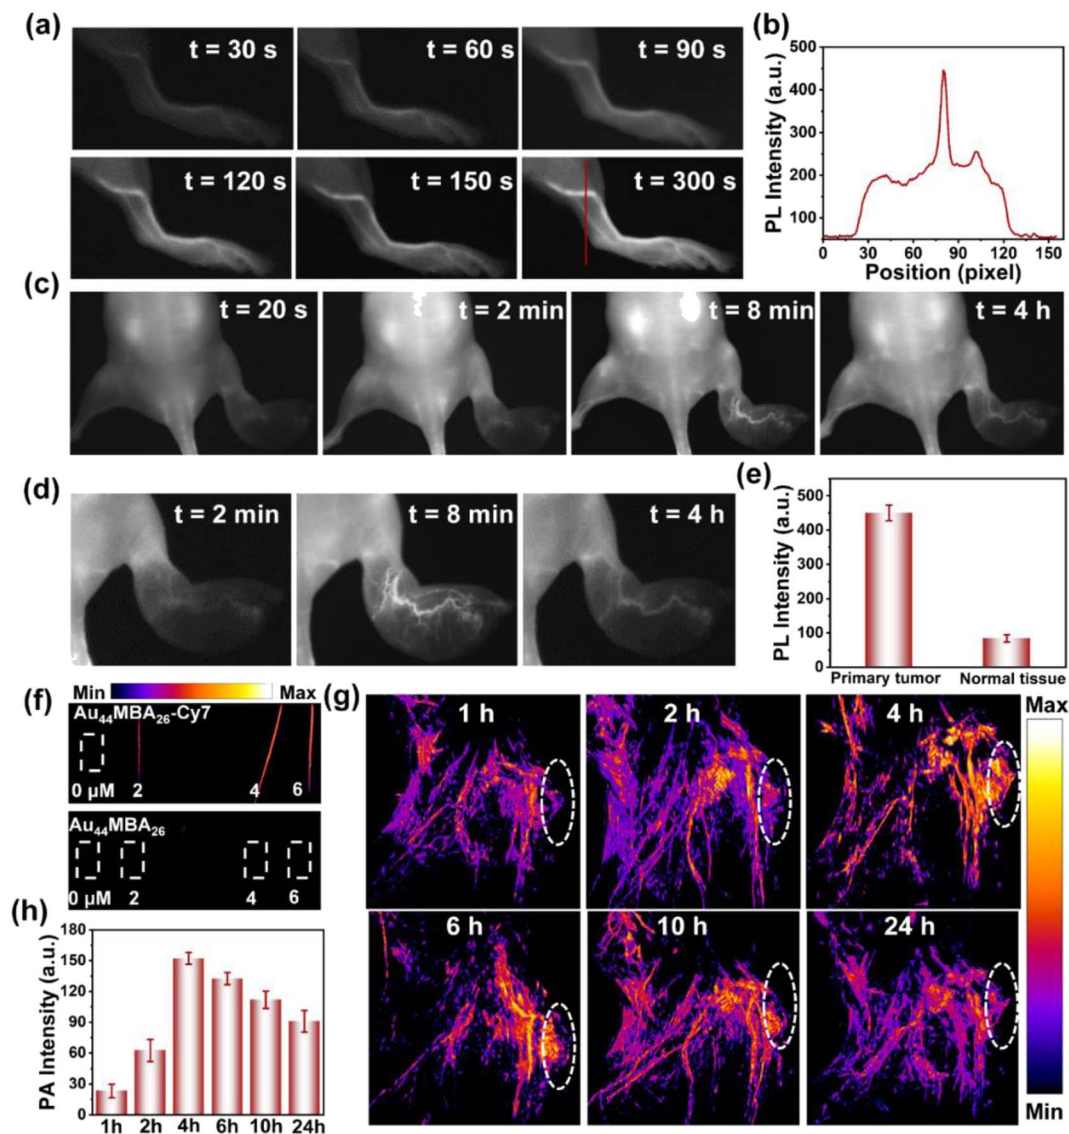 (a)
t = 30 s
t = 60 s
t = 90 s
t = 120 s
t = 150 s
t = 300 s
(b)
500
400
300
200
100
PL Intensity (a.u.)
0 30 60 90 120 150
Position (pixel)
(c)
t = 20 s
t = 2 min
t = 8 min
t = 4 h
(d)
t = 2 min
t = 8 min
t = 4 h
(e)
500
400
300
200
100
0
PL Intensity (a.u.)
Primary tumor Normal tissue
(f)
Min Max
Au₄₄MBA₂₆-Cy7
0 μM 2 4 6
Au₄₄MBA₂₆
0 μM 2 4 6
(g)
1 h
2 h
4 h
6 h
10 h
24 h
Max
Min
(h)
180
150
120
90
60
30
0
PA Intensity (a.u.)
1h 2h 4h 6h 10h 24h